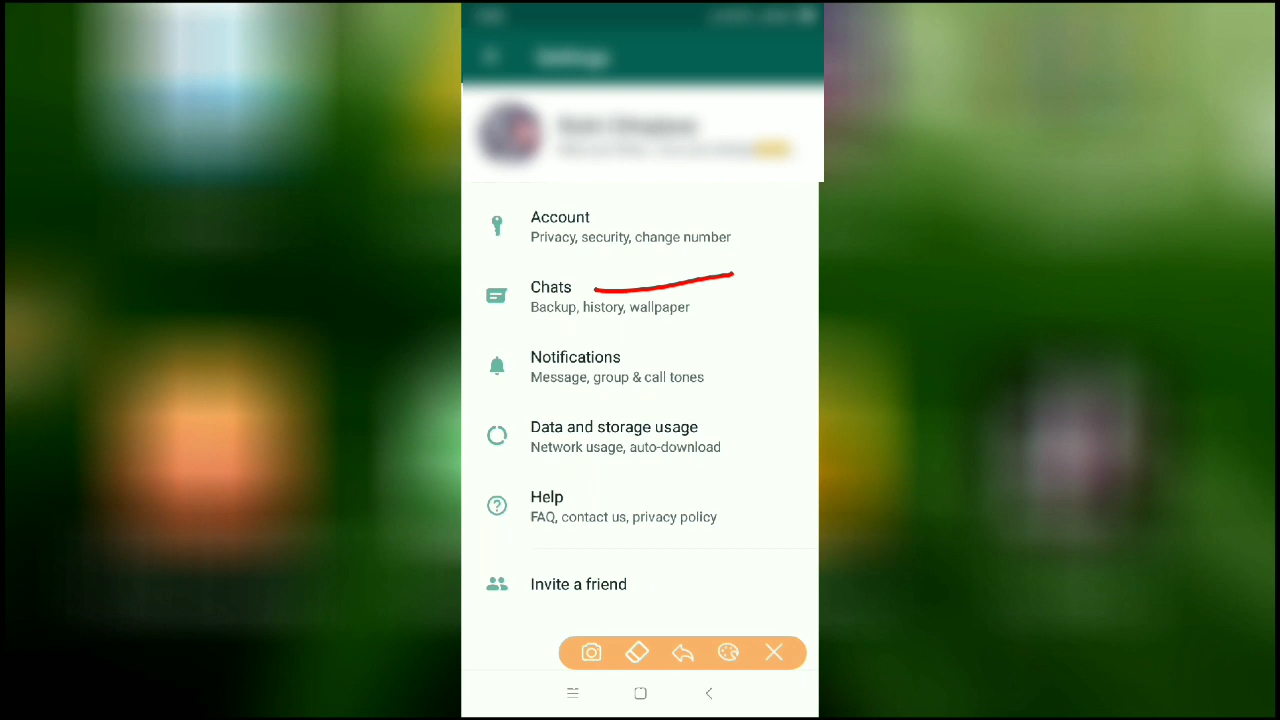 Settings
Account
Privacy, security, change number
Chats
Backup, history, wallpaper
Notifications
Message, group & call tones
Data and storage usage
Network usage, auto-download
Help
FAQ, contact us, privacy policy
Invite a friend